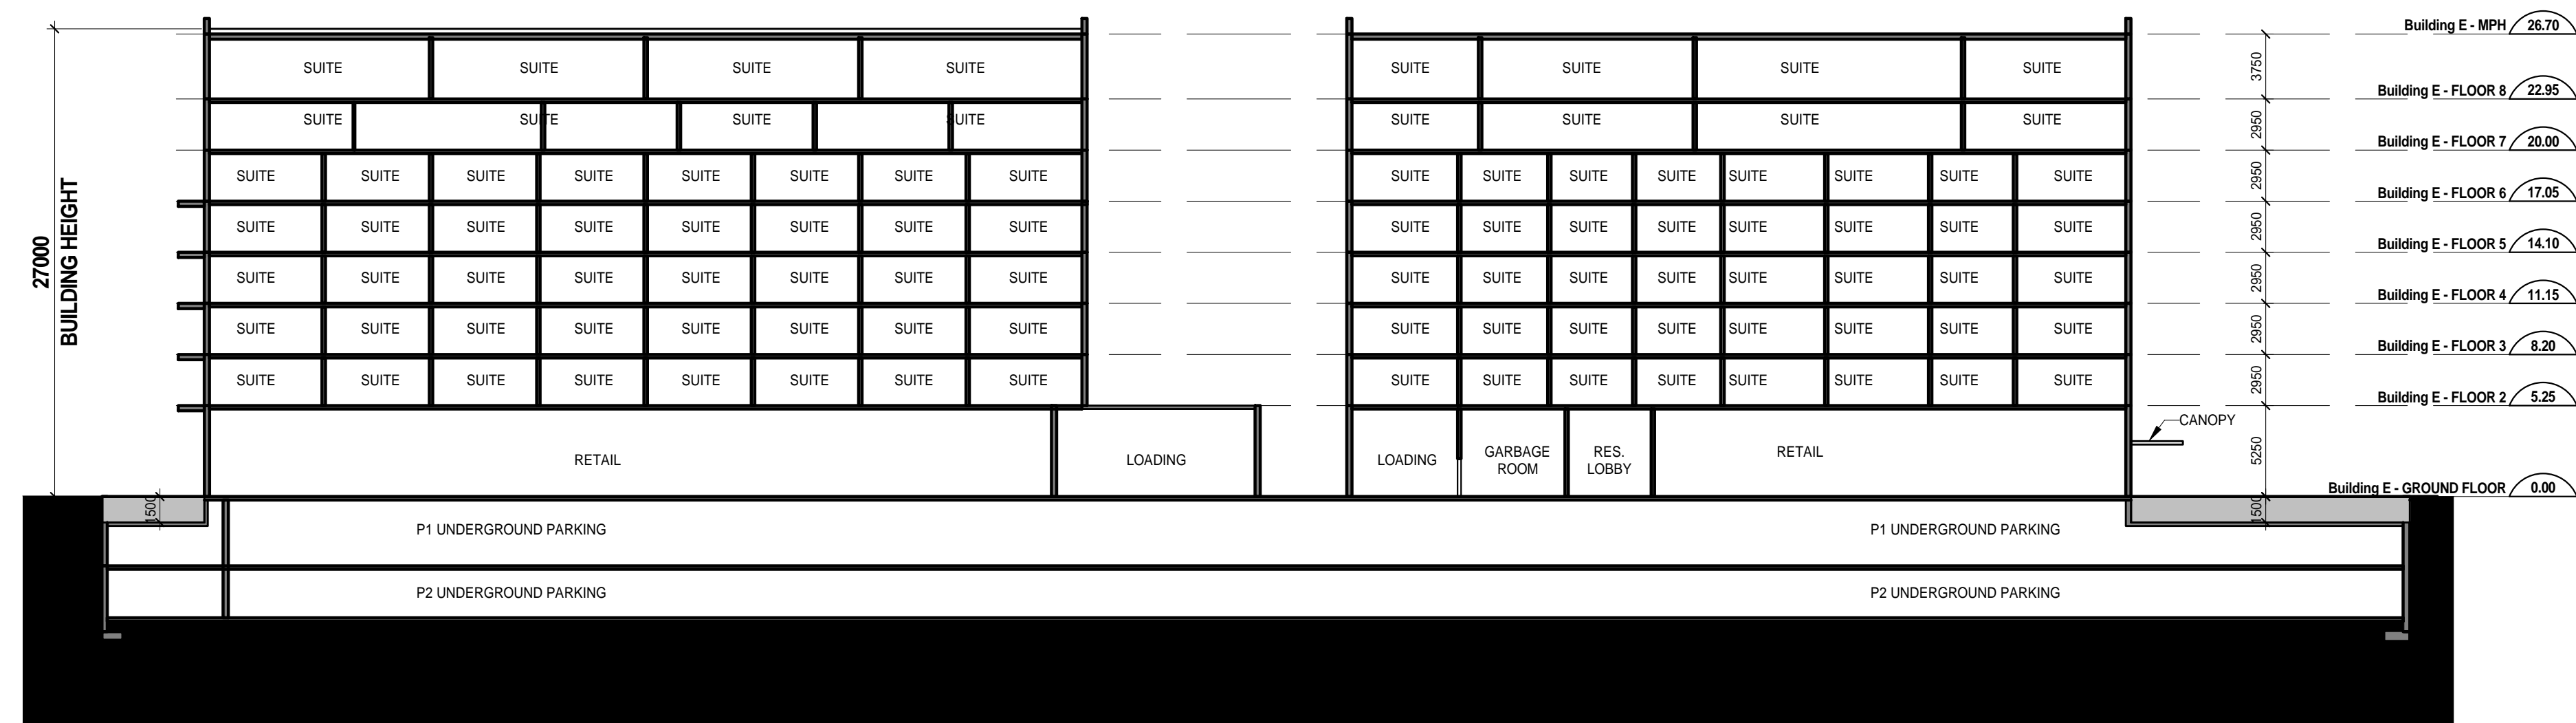 Building E - MPH 26.70
SUITE SUITE SUITE SUITE SUITE SUITE SUITE SUITE
3750
Building E - FLOOR 8 22.95
SUITE SUITE SUITE SUITE SUITE SUITE SUITE SUITE
2950
Building E - FLOOR 7 20.00
SUITE SUITE SUITE SUITE SUITE SUITE SUITE SUITE SUITE SUITE SUITE SUITE SUITE SUITE SUITE SUITE
2950
Building E - FLOOR 6 17.05
SUITE SUITE SUITE SUITE SUITE SUITE SUITE SUITE SUITE SUITE SUITE SUITE SUITE SUITE SUITE SUITE
2950
Building E - FLOOR 5 14.10
27000
BUILDING HEIGHT
SUITE SUITE SUITE SUITE SUITE SUITE SUITE SUITE SUITE SUITE SUITE SUITE SUITE SUITE SUITE SUITE
2950
Building E - FLOOR 4 11.15
SUITE SUITE SUITE SUITE SUITE SUITE SUITE SUITE SUITE SUITE SUITE SUITE SUITE SUITE SUITE SUITE
2950
Building E - FLOOR 3 8.20
SUITE SUITE SUITE SUITE SUITE SUITE SUITE SUITE SUITE SUITE SUITE SUITE SUITE SUITE SUITE SUITE
2950
Building E - FLOOR 2 5.25
CANOPY
RETAIL
LOADING
LOADING
GARBAGE
ROOM
RES.
LOBBY
RETAIL
5250
Building E - GROUND FLOOR 0.00
1500
1500
P1 UNDERGROUND PARKING P1 UNDERGROUND PARKING
P2 UNDERGROUND PARKING P2 UNDERGROUND PARKING